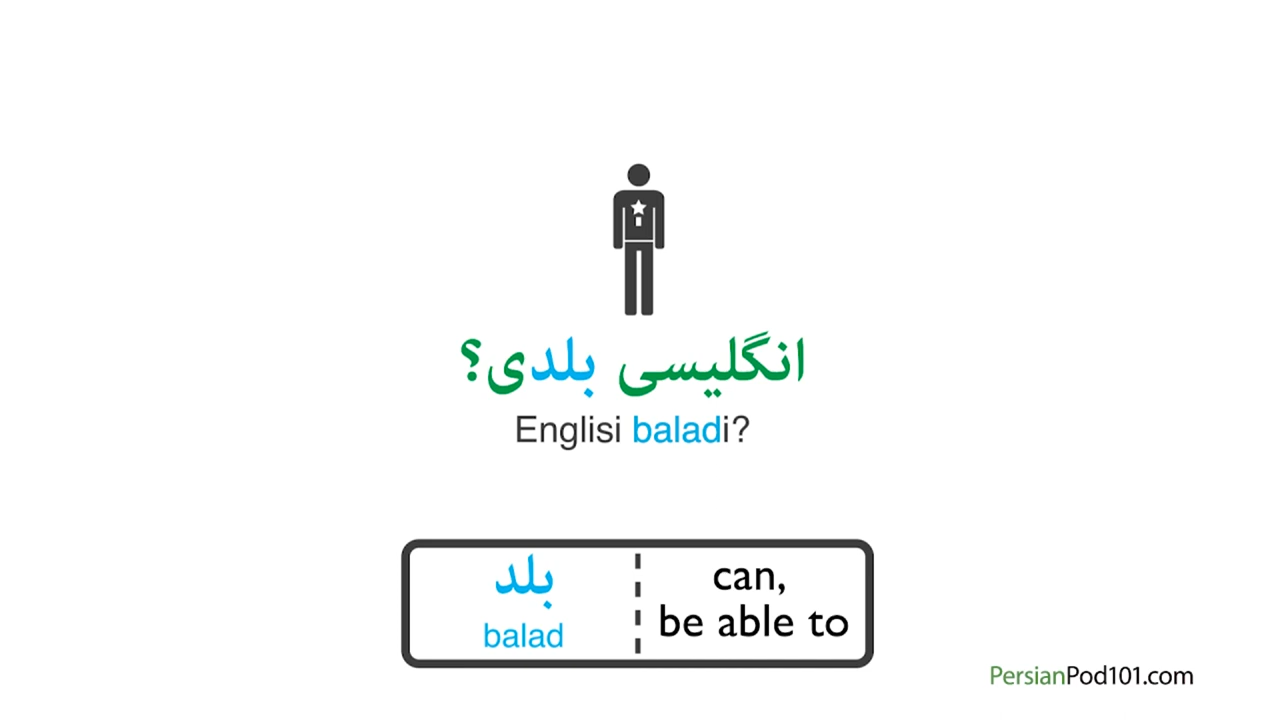 انگلیسی بلدی؟
Englisi baladi?
بلد
balad
can,
be able to
PersianPod101.com